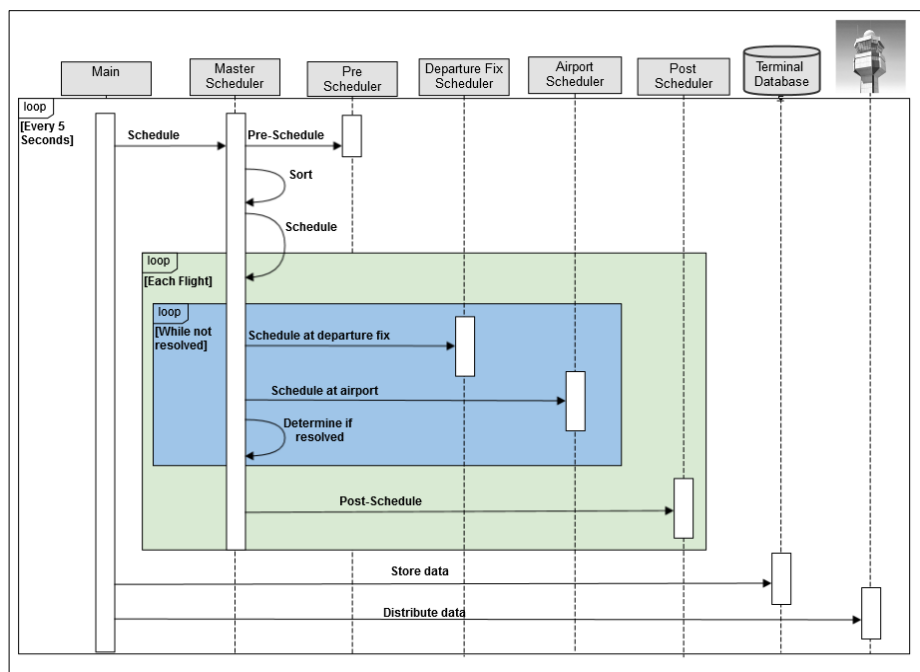 Main
Master
Scheduler
Pre
Scheduler
Departure Fix
Scheduler
Airport
Scheduler
Post
Scheduler
Terminal
Database
loop
[Every 5
Seconds]
Schedule
Pre-Schedule
Sort
Schedule
loop
[Each Flight]
loop
[While not
resolved]
Schedule at departure fix
Schedule at airport
Determine if
resolved
Post-Schedule
Store data
Distribute data